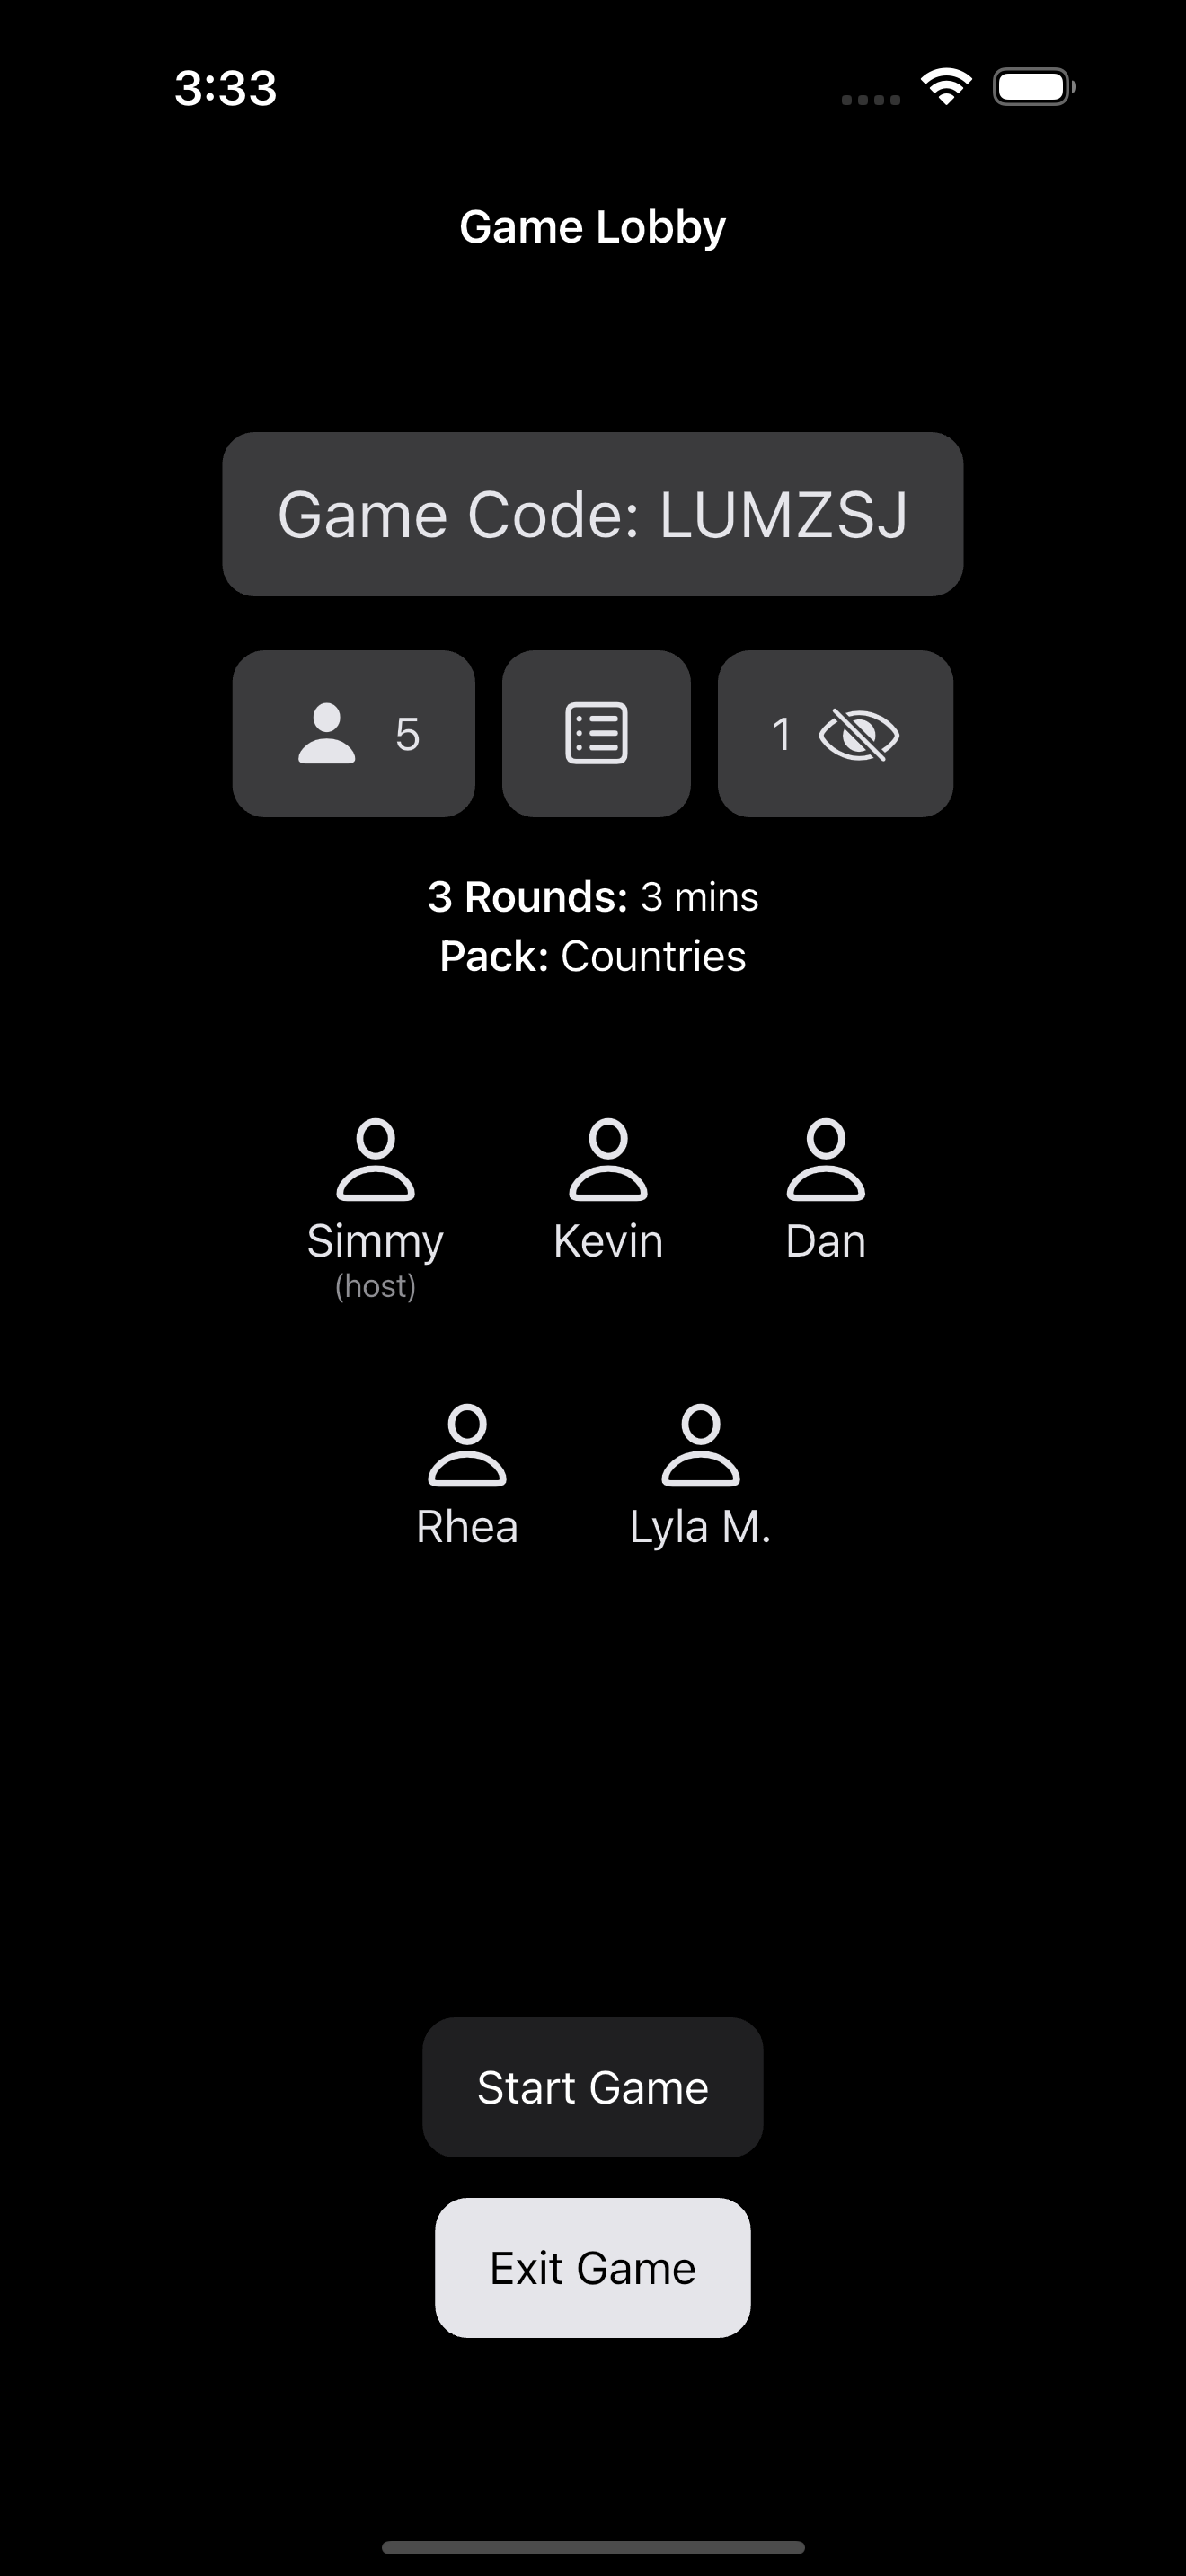 3:33
Game Lobby
Game Code: LUMZSJ
5
1
3 Rounds: 3 mins
Pack: Countries
Simmy Kevin Dan
(host)
Rhea Lyla M.
Start Game
Exit Game